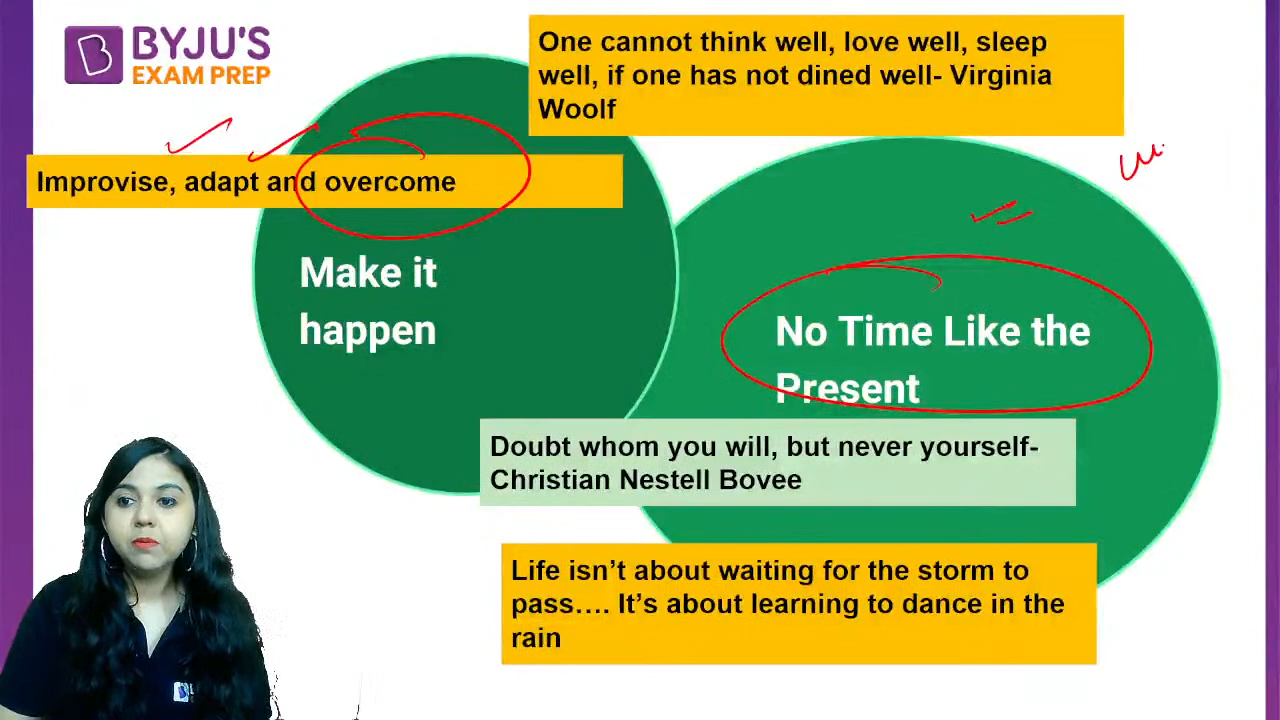 BYJU'S
EXAM PREP
One cannot think well, love well, sleep
well, if one has not dined well- Virginia
Woolf
Improvise, adapt and overcome
Make it
happen
No Time Like the
Present
Doubt whom you will, but never yourself-
Christian Nestell Bovee
Life isn’t about waiting for the storm to
pass…. It’s about learning to dance in the
rain